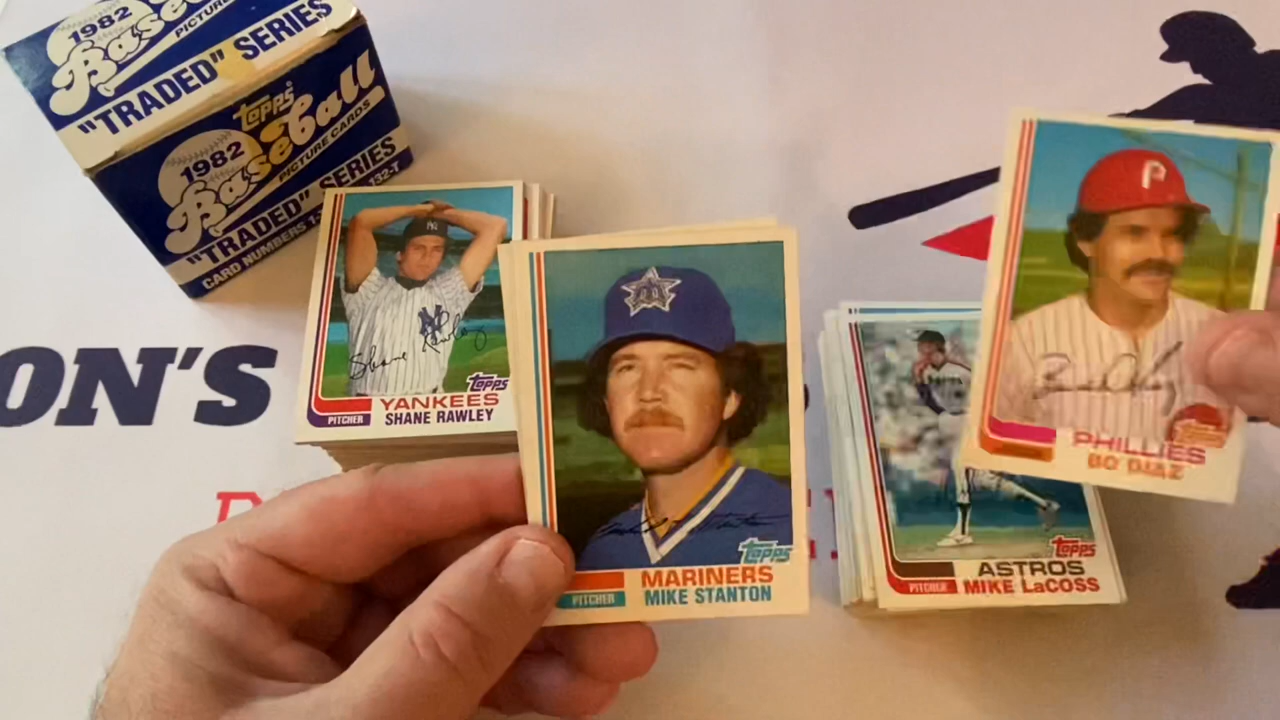 1982
Baseball
PICTURE
"TRADED" SERIES
TOPPS
1982
Baseball
PICTURE CARDS
"TRADED" SERIES
CARD NUMBERS 132-T
ON'S
NY
Shane Rawley
Topps
YANKEES
PITCHER
SHANE RAWLEY
Topps
MARINERS
PITCHER
MIKE STANTON
P
PHILLIES
BO DIAZ
Topps
ASTROS
PITCHER
MIKE LaCOSS